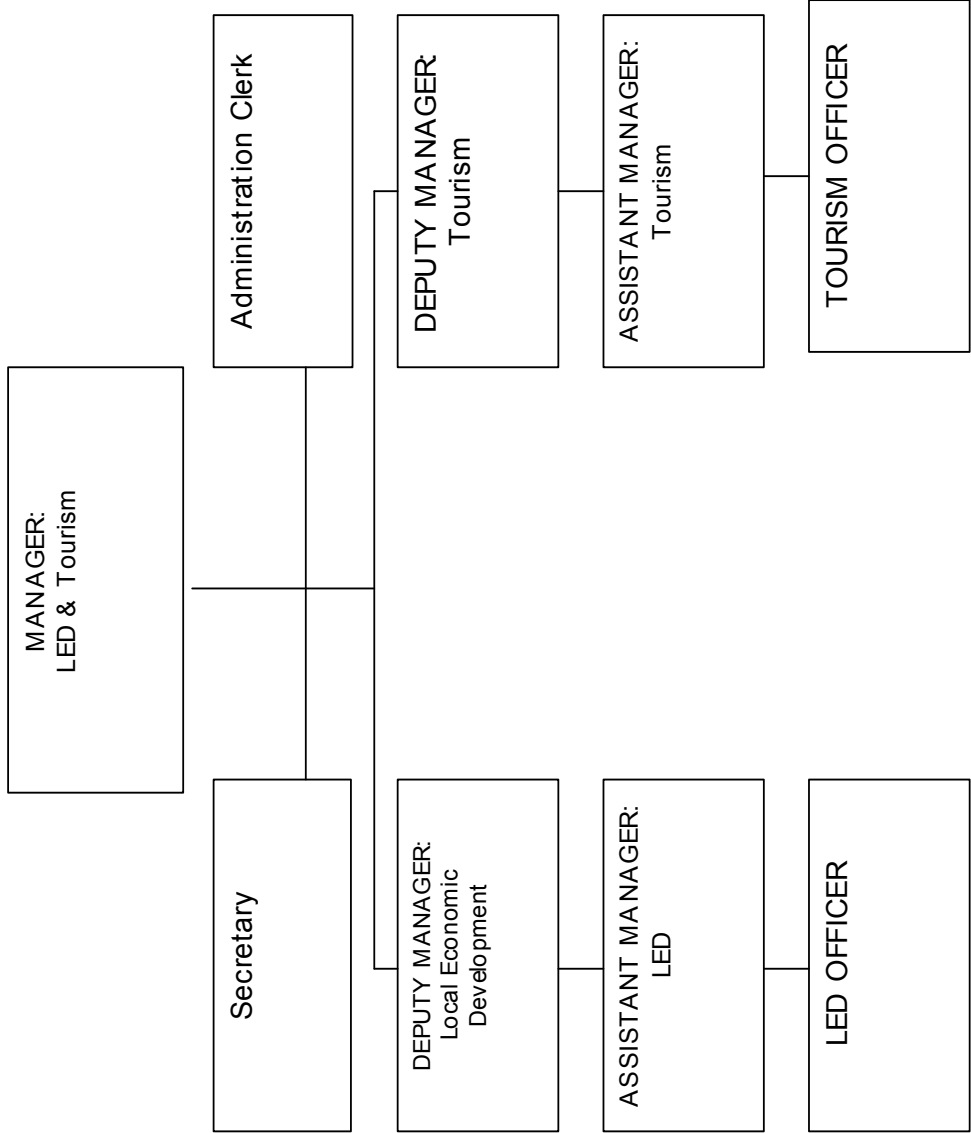 MANAGER:
LED & Tourism
Secretary
Administration Clerk
DEPUTY MANAGER:
Local Economic
Development
DEPUTY MANAGER:
Tourism
ASSISTANT MANAGER:
LED
ASSISTANT MANAGER:
Tourism
LED OFFICER
TOURISM OFFICER